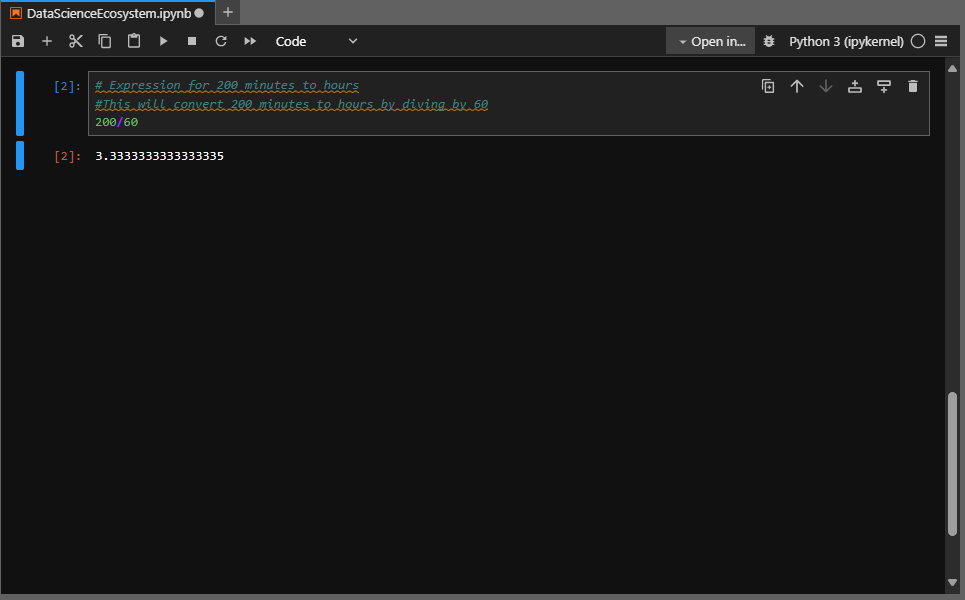 DataScienceEcosystem.ipynb
Code
Open in...
Python 3 (ipykernel)
[2]:
# Expression for 200 minutes to hours
#This will convert 200 minutes to hours by diving by 60
200/60
[2]:
3.3333333333333335